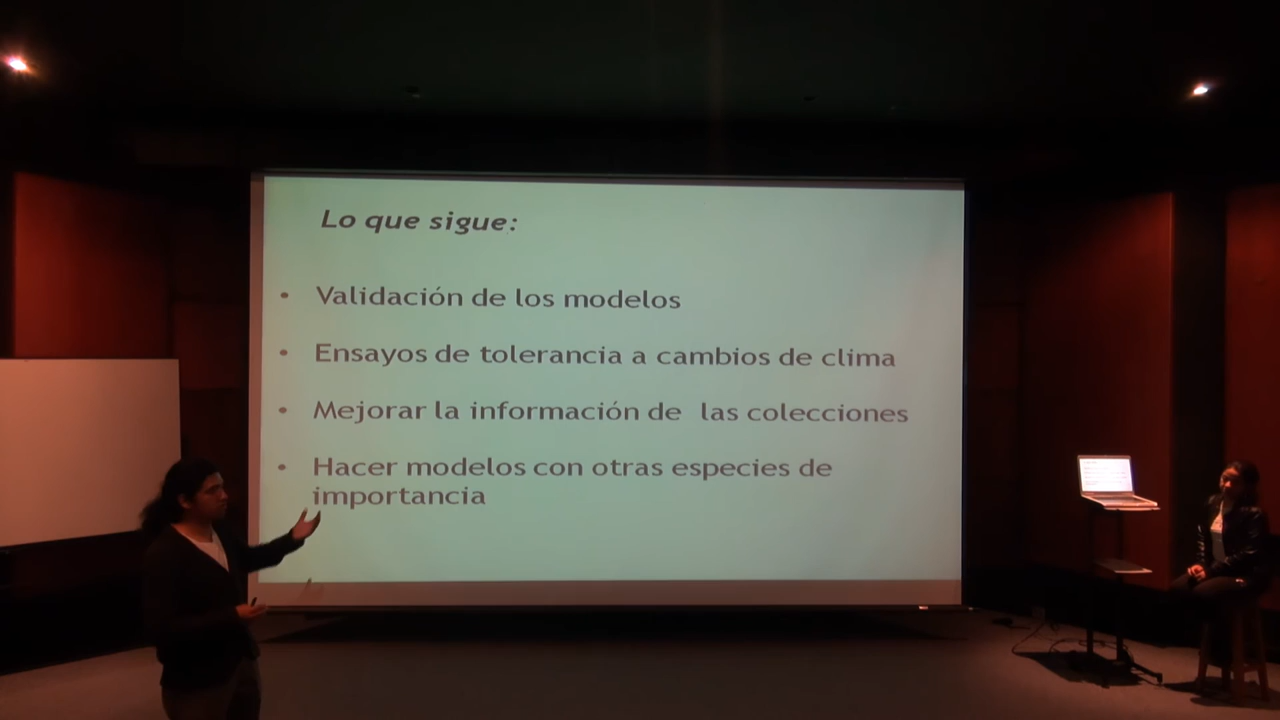 Lo que sigue:
• Validación de los modelos
• Ensayos de tolerancia a cambios de clima
• Mejorar la información de las colecciones
• Hacer modelos con otras especies de
importancia